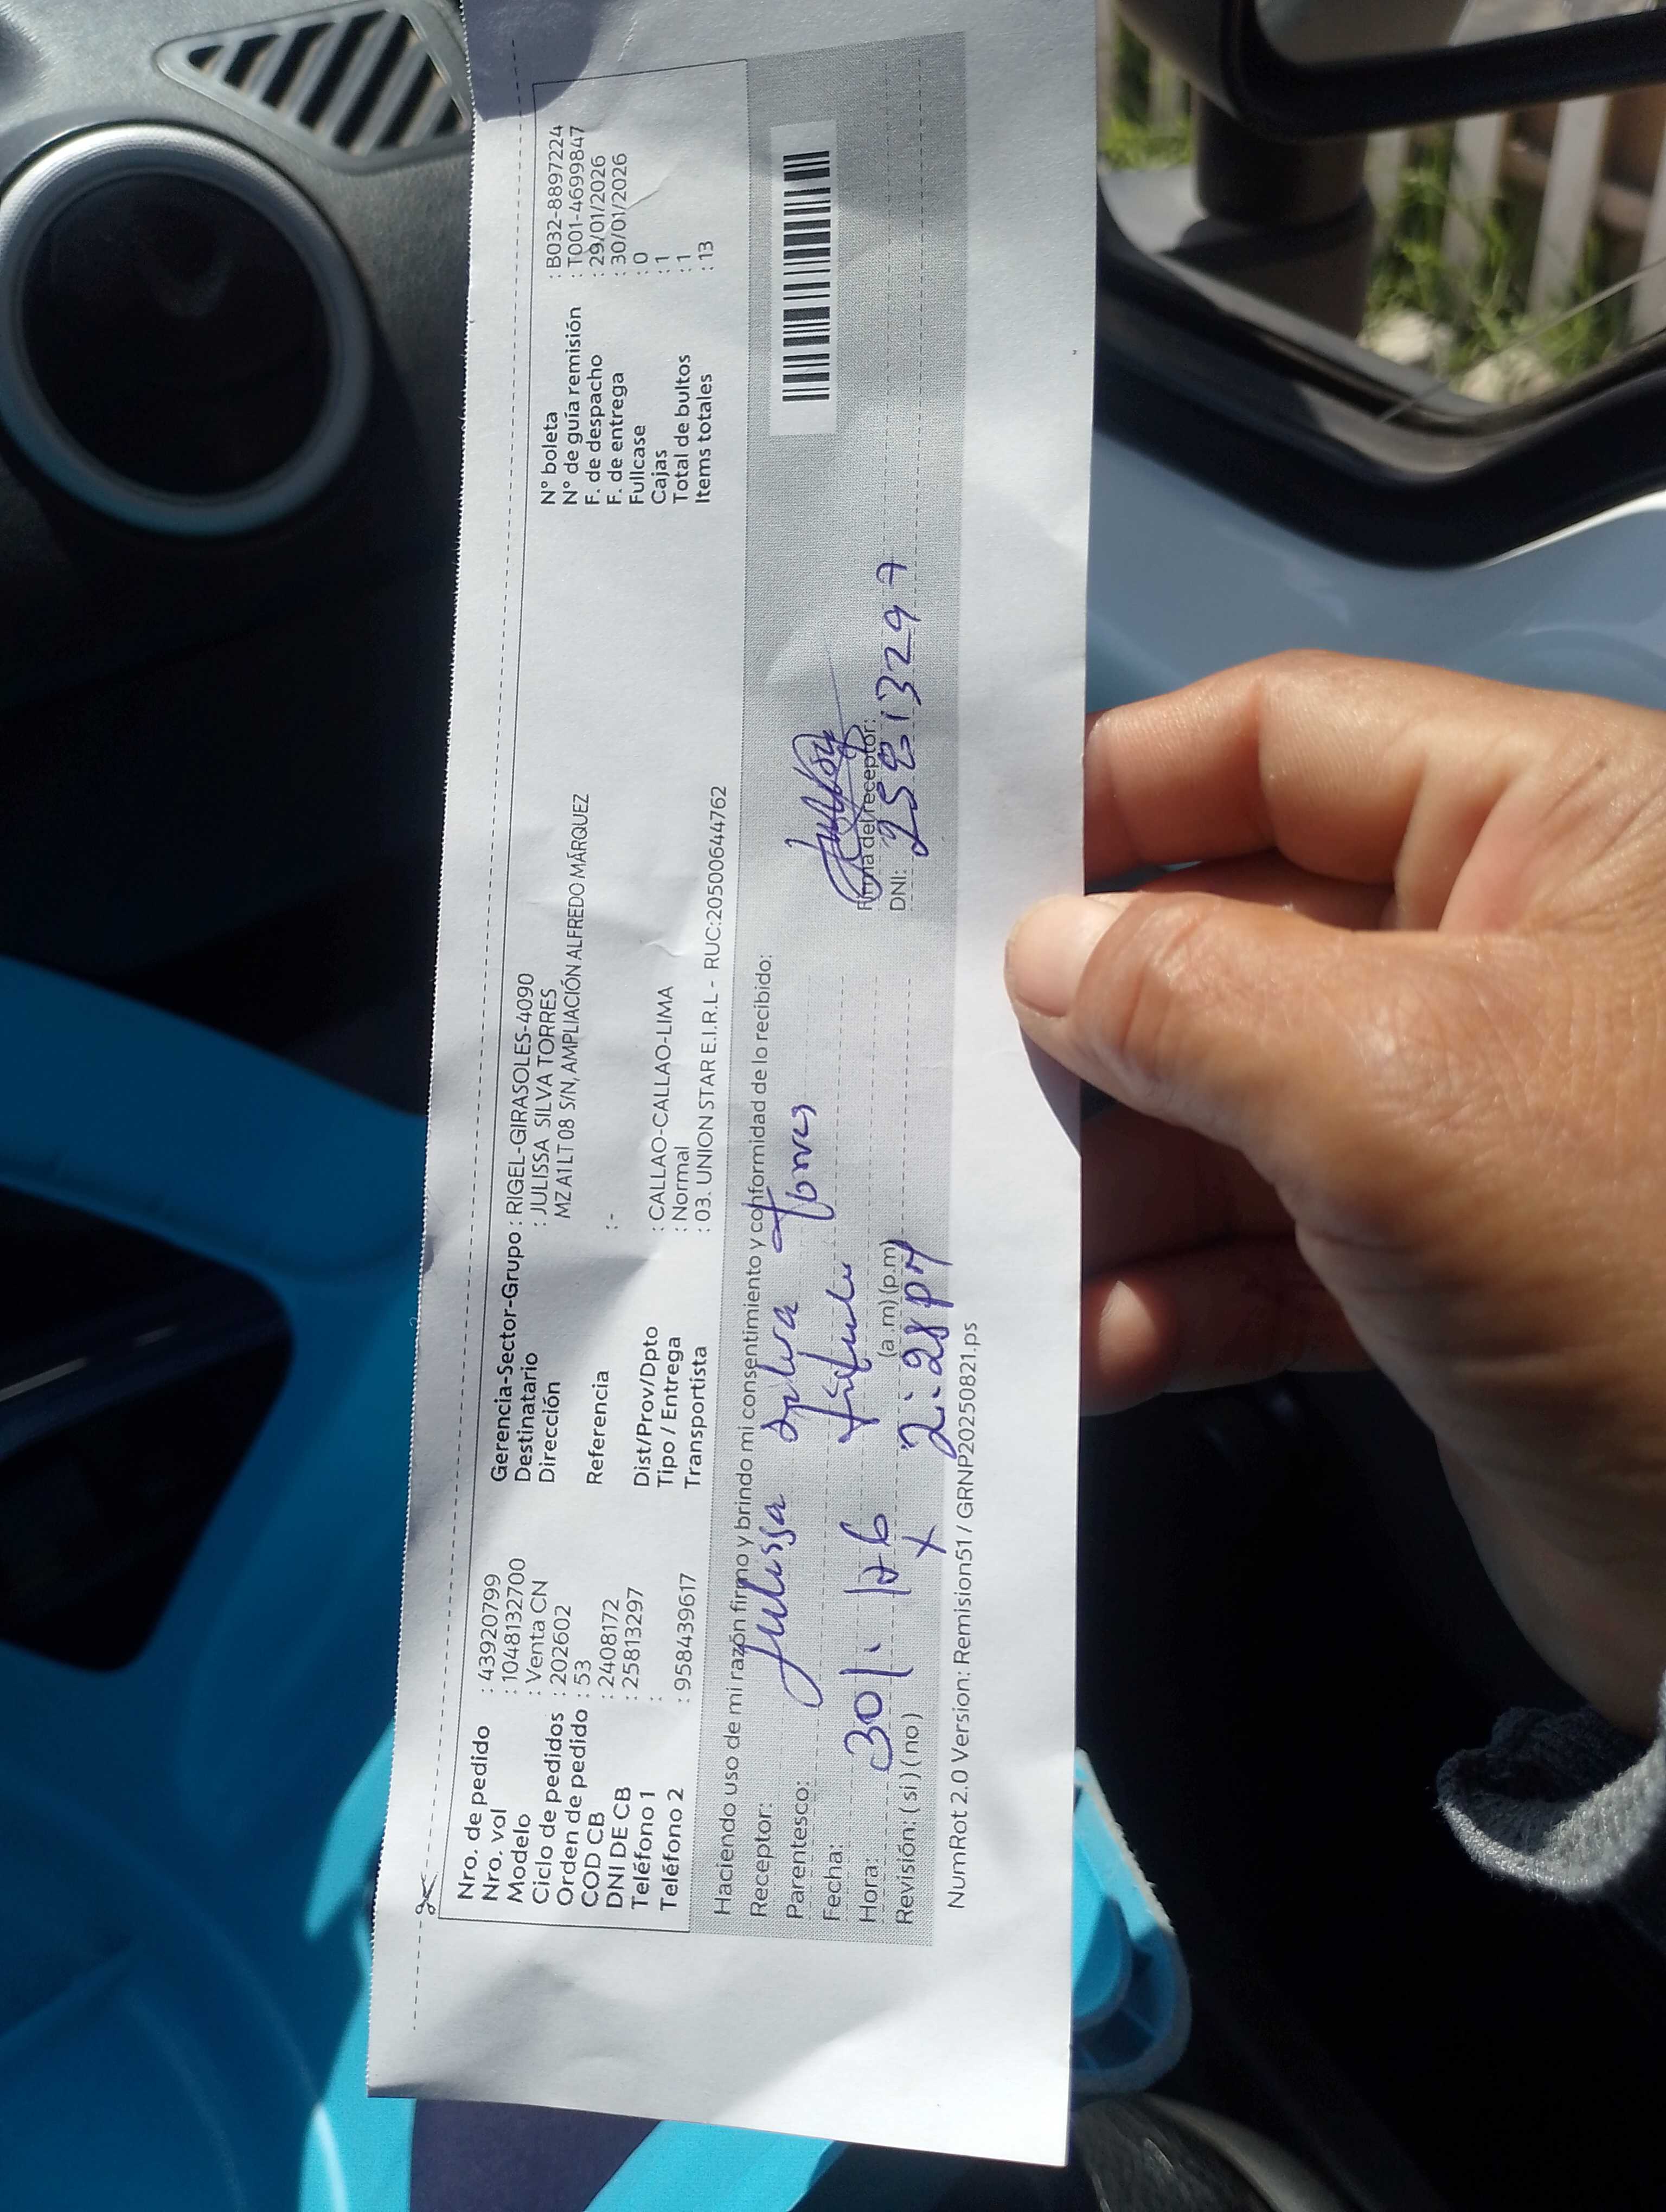 Nro. de pedido : 43920799
Nro. vol : 1048132700
Modelo : Venta CN
Ciclo de pedidos : 202602
Orden de pedido : 53
COD CB : 2408172
DNI DE CB : 25813297
Teléfono 1 :
Teléfono 2 : 958439617
Gerencia-Sector-Grupo : RIGEL-GIRASOLES-4090
Destinatario : JULISSA SILVA TORRES
Dirección MZ A1 LT 08 S/N, AMPLIACIÓN ALFREDO MÁRQUEZ
Referencia :-
Dist/Prov/Dpto : CALLAO-CALLAO-LIMA
Tipo / Entrega : Normal
Transportista : 03. UNION STAR E.I.R.L - RUC:20500644762
N° boleta : B032-8897224
N° de guía remisión : T001-4699847
F. de despacho : 29/01/2026
F. de entrega : 30/01/2026
Fullcase : 0
Cajas : 1
Total de bultos : 1
Items totales : 13
Haciendo uso de mi razón firmo y brindo mi consentimiento y conformidad de lo recibido:
Receptor: Julissa Silva Torres
Parentesco: titular
Fecha: 30/1/26
Hora: (a.m) (p.m) 2:28 pm
Revisión: (si) (no) x
Firma del receptor:
DNI: 25813297
NumRot 2.0 Version: Remision51 / GRNP20250821.ps